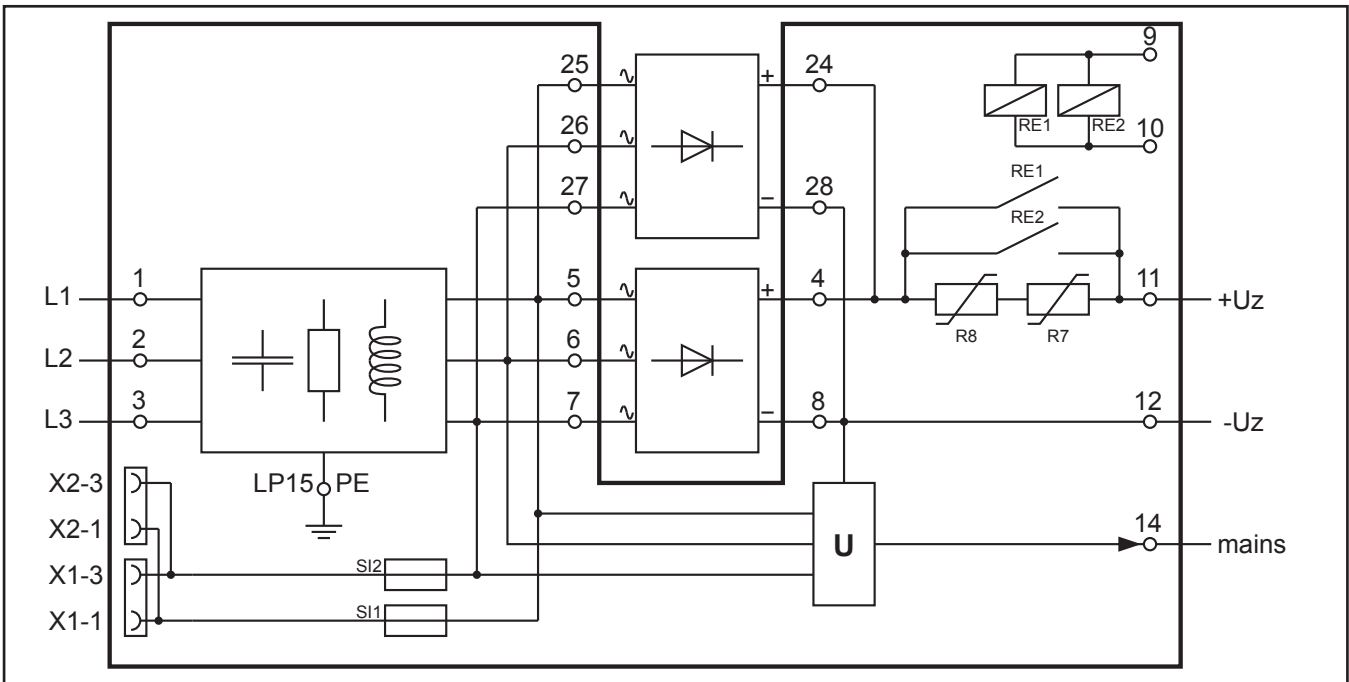 9
25 24
+
RE1 RE2
26 10
27 28
RE1
−
RE2
L1 1 5 4 11 +Uz
+
R8 R7
L2 2 6
L3 3 7 8 12 -Uz
−
X2-3 LP15 PE
X2-1 14
U mains
X1-3 SI2
X1-1 SI1